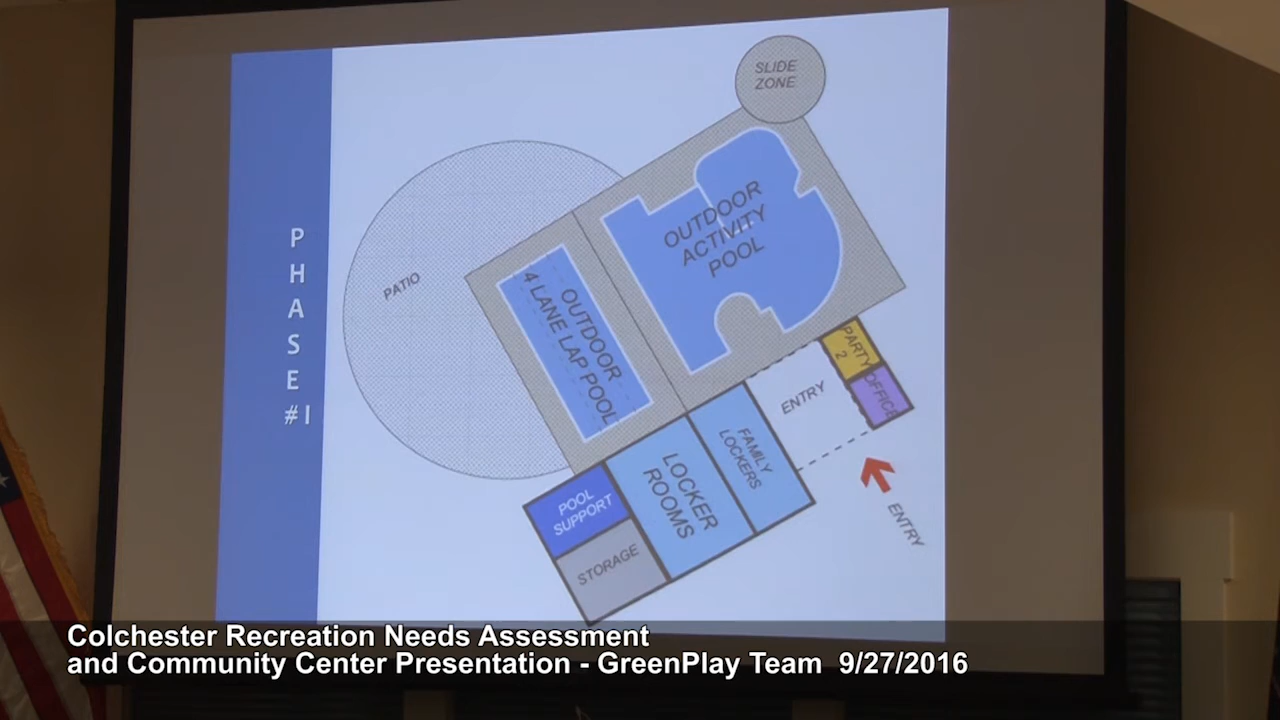 SLIDE
ZONE
OUTDOOR
ACTIVITY
POOL
PATIO
OUTDOOR
4 LANE LAP POOL
PARTY
2
OFFICE
ENTRY
FAMILY
LOCKERS
LOCKER
ROOMS
POOL
SUPPORT
STORAGE
ENTRY
P
H
A
S
E
#1
Colchester Recreation Needs Assessment
and Community Center Presentation - GreenPlay Team 9/27/2016